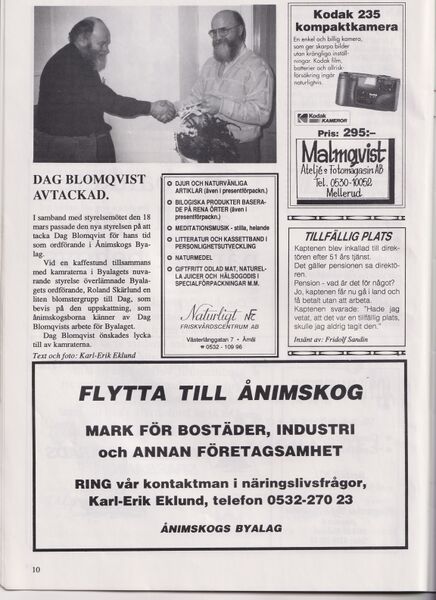 DAG BLOMQVIST
AVTACKAD.
I samband med styrelsemötet den 18
mars passade den nya styrelsen på att
tacka Dag Blomqvist för hans tid
som ordförande i Ånimskogs Bya-
lag.
Vid en kaffestund tillsammans
med kamraterna i Byalagets nuva-
rande styrelse överlämnade Bya-
lagets ordförande, Roland Skärlund en
liten blomstergrupp till Dag, som
bevis på den uppskattning, som
ånimskogsborna känner av Dag
Blomqvists arbete för Byalaget.
Dag Blomqvist önskades lycka
till av kamraterna.
Text och foto: Karl-Erik Eklund
DJUR OCH NATURVÄNLIGA
ARTIKLAR (även i presentförpackn.)
BILOGISKA PRODUKTER BASERA-
DE PÅ RENA ÖRTER (även i
presentförpackn.)
MEDITATIONSMUSIK - stilla, helande
LITTERATUR OCH KASSETTBAND I
PERSONLIGHETSUTVECKLING
NATURMEDEL
GIFTFRITT ODLAD MAT, NATUREL-
LA JUICER OCH HÄLSOGODIS I
SPECIALFÖRPACKNINGAR M.M.
Naturligt
FRISKVÅRDSCENTRUM AB
Västerlånggatan 7 - Åmål
☎ 0532 - 109 96
Kodak 235
kompaktkamera
En enkel och billig kamera,
som ger skarpa bilder
utan krångliga inställ-
ningar. Kodak film,
batterier och allrisk-
försäkring ingår
naturligtvis.
Kodak
KAMEROR
Pris: 295:–
Malmqvist
Ateljé & Fotomagasin AB
Tel. 0530-10052
Mellerud
TILLFÄLLIG PLATS
Kaptenen blev inkallad till direk-
tören efter 51 års tjänst.
Det gäller pensionen sa direktö-
ren.
Pension - vad är det för något?
Jo, kaptenen får nu gå i land och
få betalt utan att arbeta.
Kaptenen svarade: "Hade jag
vetat, att det var en tillfällig plats,
skulle jag aldrig tagit den."
Insänt av: Fridolf Sandin
FLYTTA TILL ÅNIMSKOG
MARK FÖR BOSTÄDER, INDUSTRI
och ANNAN FÖRETAGSAMHET
RING vår kontaktman i näringslivsfrågor,
Karl-Erik Eklund, telefon 0532-270 23
ÅNIMSKOGS BYALAG
10